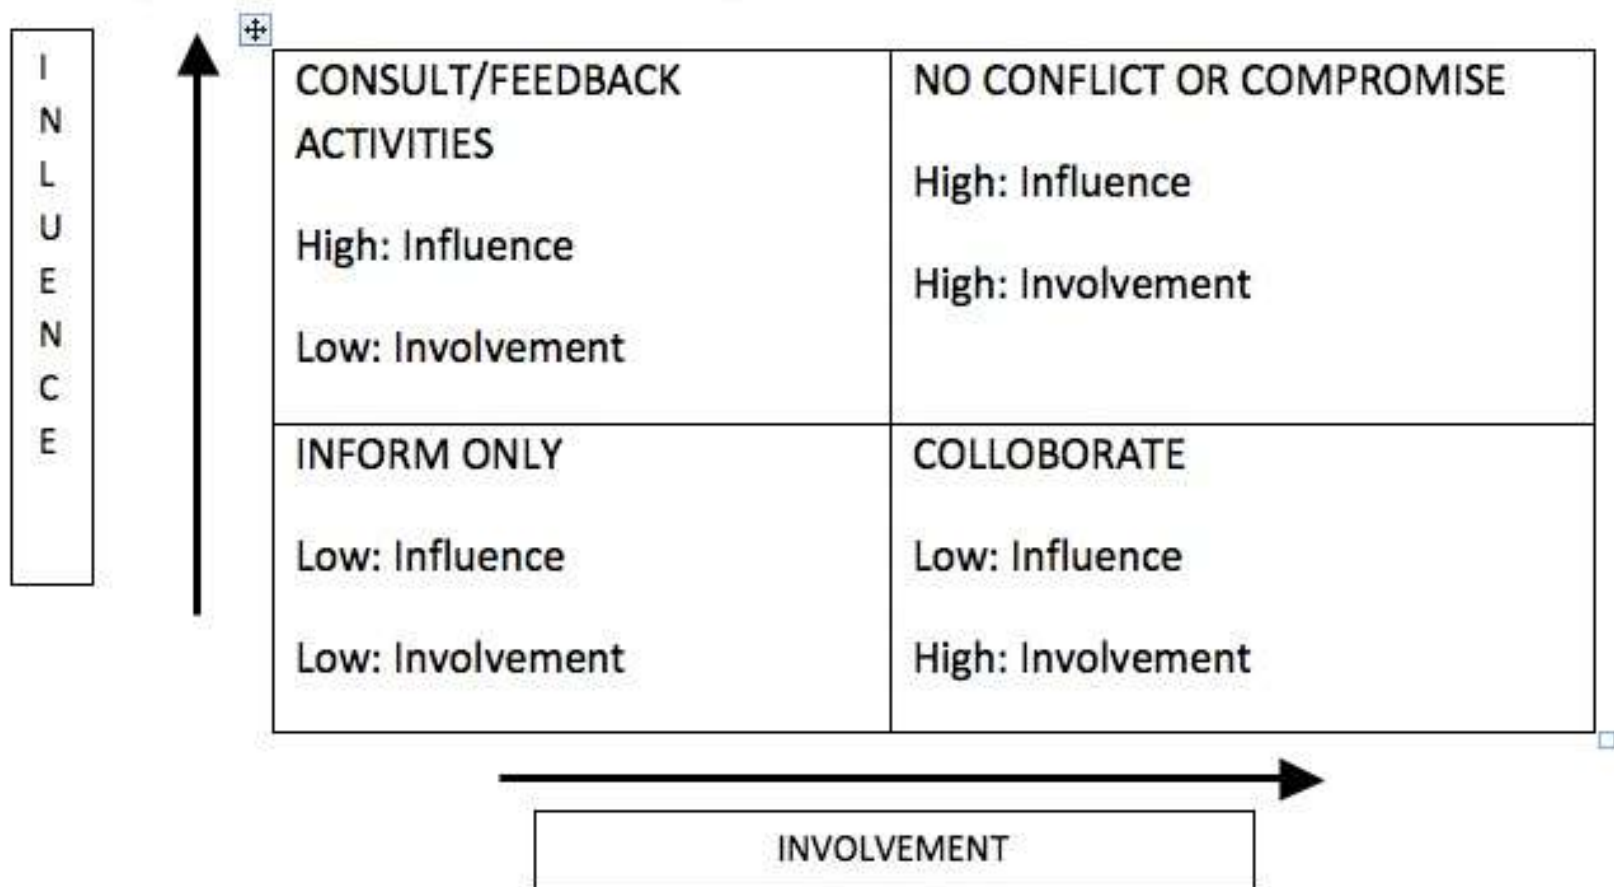 I
N
L
U
E
N
C
E
CONSULT/FEEDBACK
ACTIVITIES
High: Influence
Low: Involvement
NO CONFLICT OR COMPROMISE
High: Influence
High: Involvement
INFORM ONLY
Low: Influence
Low: Involvement
COLLOBORATE
Low: Influence
High: Involvement
INVOLVEMENT